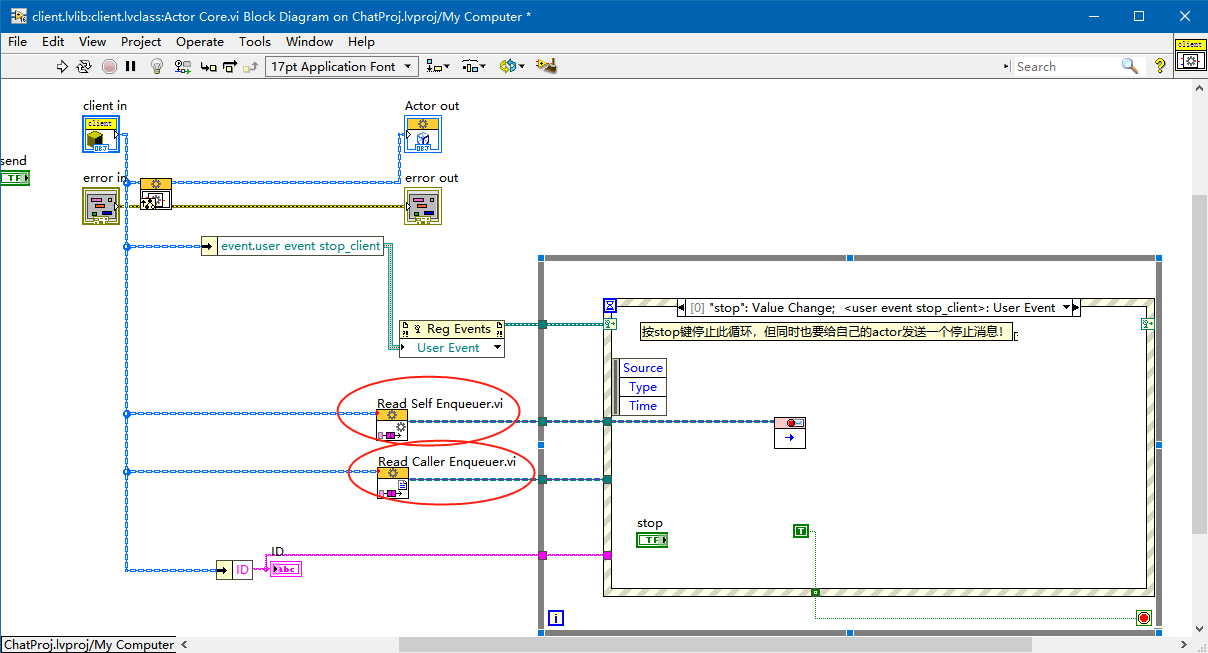 client.lvlib:client.lvclass:Actor Core.vi Block Diagram on ChatProj.lvproj/My Computer *
File Edit View Project Operate Tools Window Help
17pt Application Font
Search
client
client in
Actor out
client
OBJ
OBJ
send
TF
error in
error out
event.user event stop_client
[0] "stop": Value Change; <user event stop_client>: User Event
Reg Events
User Event
按stop键停止此循环，但同时也要给自己的actor发送一个停止消息！
Source
Type
Time
Read Self Enqueuer.vi
Read Caller Enqueuer.vi
stop
T
TF
ID
ID
abc
i
ChatProj.lvproj/My Computer